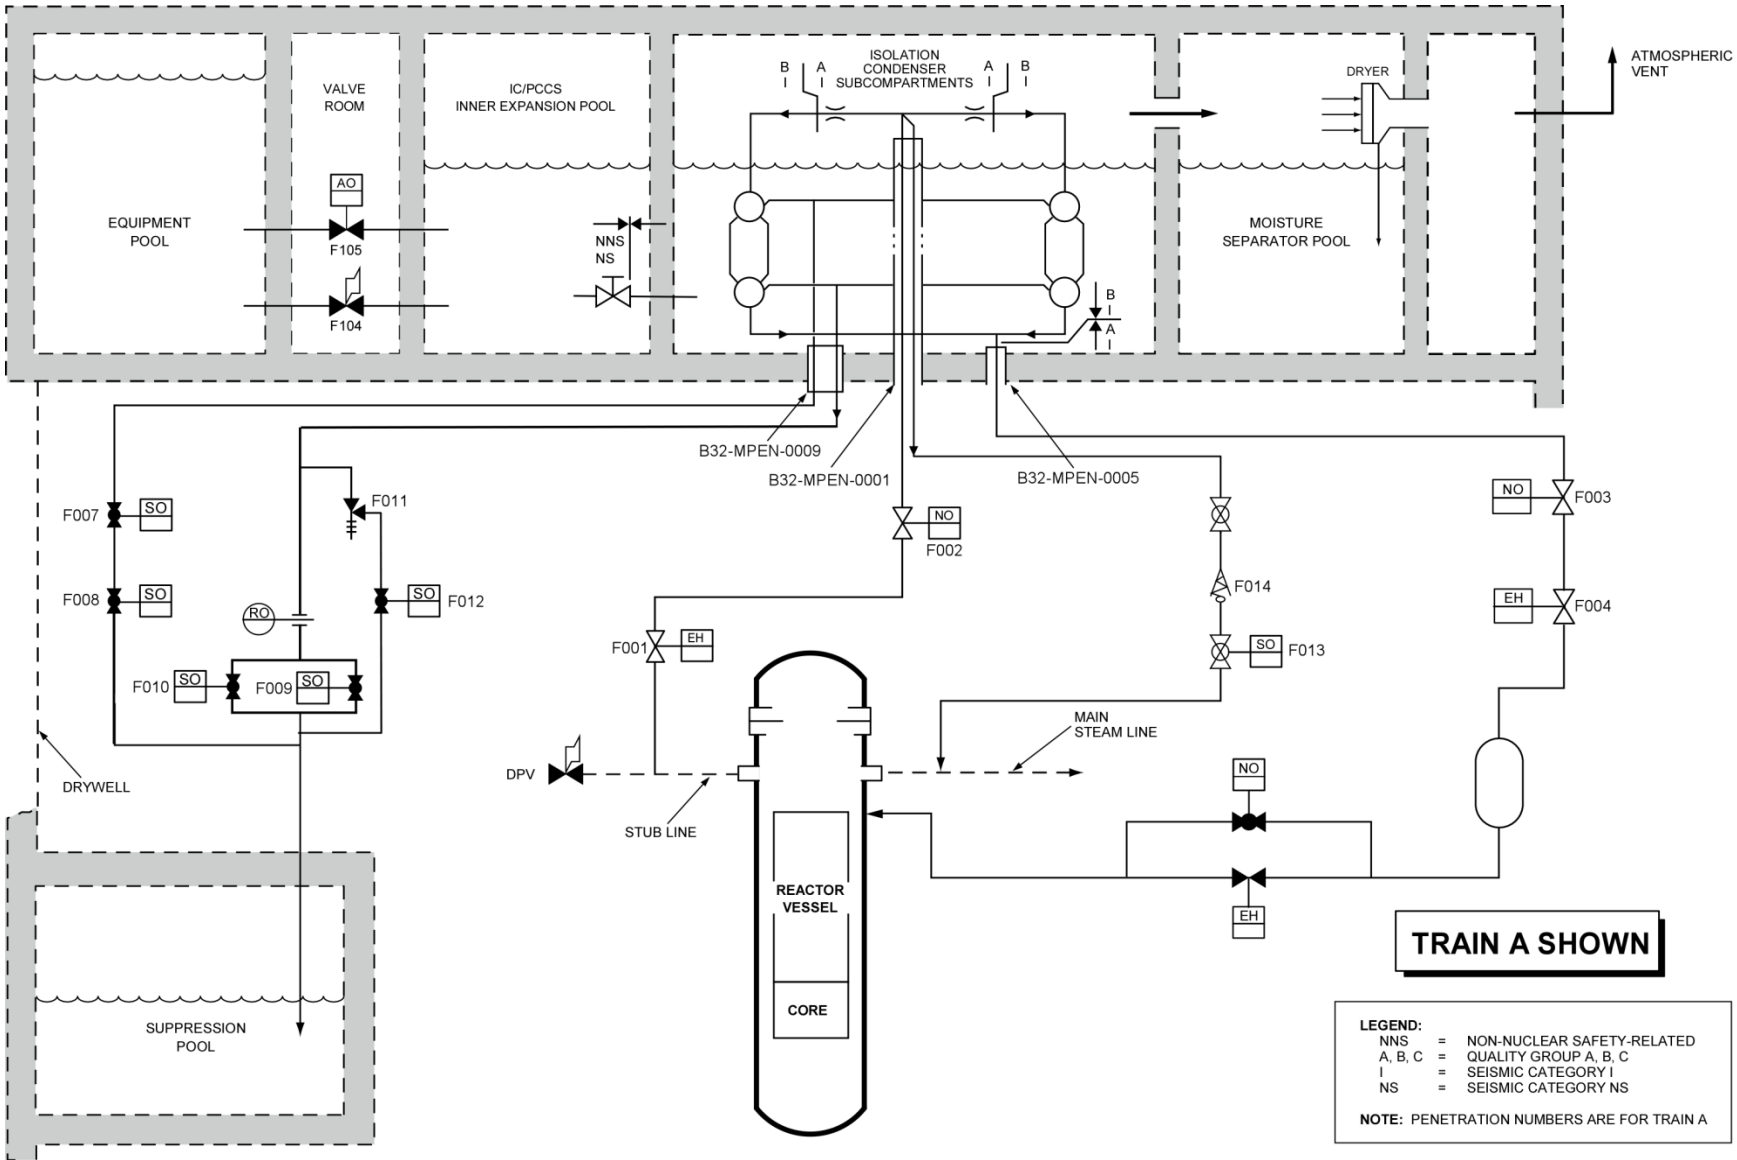 ISOLATION
CONDENSER
SUBCOMPARTMENTS
B
A
I
I
A
B
I
I
ATMOSPHERIC
VENT
DRYER
VALVE
ROOM
IC/PCCS
INNER EXPANSION POOL
AO
F105
EQUIPMENT
POOL
NNS
NS
MOISTURE
SEPARATOR POOL
F104
B
I
I
A
I
B32-MPEN-0009
B32-MPEN-0001
B32-MPEN-0005
F007
SO
F011
NO
F002
NO
F003
F008
SO
SO
F012
F014
EH
F004
RO
F001
EH
SO
F013
F010
SO
F009
SO
MAIN
STEAM LINE
DRYWELL
DPV
STUB LINE
NO
REACTOR
VESSEL
EH
CORE
SUPPRESSION
POOL
TRAIN A SHOWN
LEGEND:
NNS = NON-NUCLEAR SAFETY-RELATED
A, B, C = QUALITY GROUP A, B, C
I = SEISMIC CATEGORY I
NS = SEISMIC CATEGORY NS
NOTE: PENETRATION NUMBERS ARE FOR TRAIN A